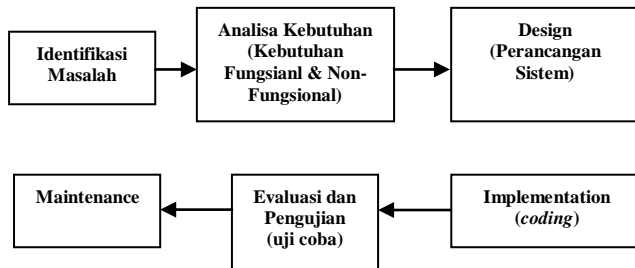 Identifikasi
Masalah
Analisa Kebutuhan
(Kebutuhan
Fungsianl & Non-
Fungsional)
Design
(Perancangan
Sistem)
Maintenance
Evaluasi dan
Pengujian
(uji coba)
Implementation
(coding)